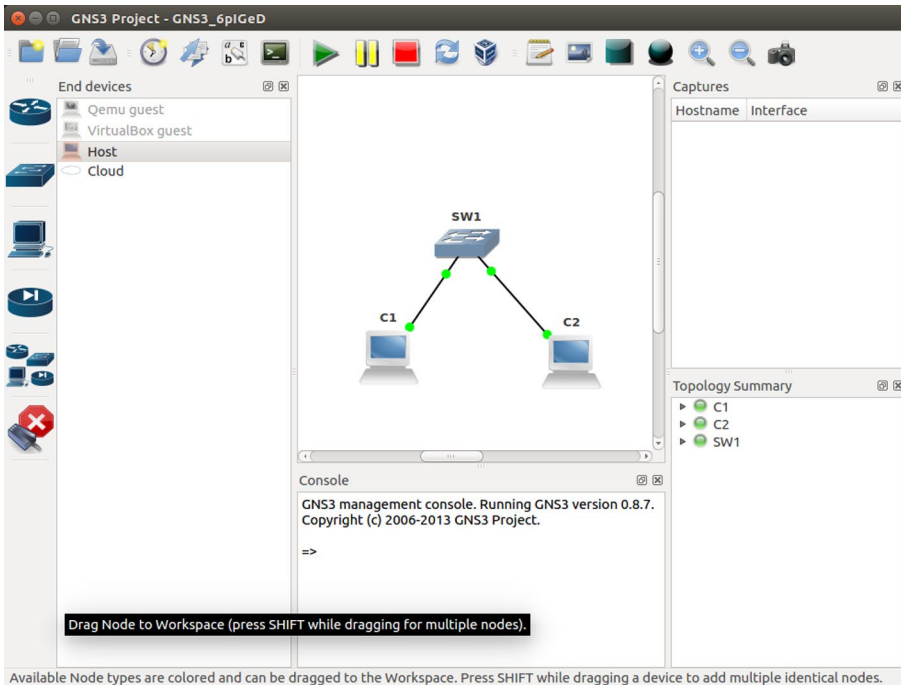 GNS3 Project - GNS3_6pIGeD
End devices
Qemu guest
VirtualBox guest
Host
Cloud
SW1
C1
C2
Console
GNS3 management console. Running GNS3 version 0.8.7.
Copyright (c) 2006-2013 GNS3 Project.
=>
Captures
Hostname Interface
Topology Summary
C1
C2
SW1
Drag Node to Workspace (press SHIFT while dragging for multiple nodes).
Available Node types are colored and can be dragged to the Workspace. Press SHIFT while dragging a device to add multiple identical nodes.